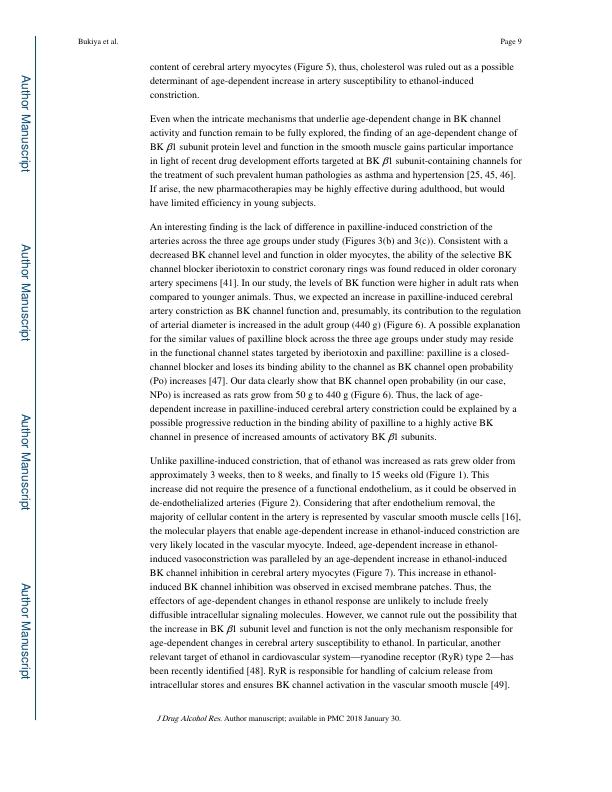 Bukiya et al.
Page 9
content of cerebral artery myocytes (Figure 5), thus, cholesterol was ruled out as a possible
determinant of age-dependent increase in artery susceptibility to ethanol-induced
constriction.
Even when the intricate mechanisms that underlie age-dependent change in BK channel
activity and function remain to be fully explored, the finding of an age-dependent change of
BK β1 subunit protein level and function in the smooth muscle gains particular importance
in light of recent drug development efforts targeted at BK β1 subunit-containing channels for
the treatment of such prevalent human pathologies as asthma and hypertension [25, 45, 46].
If arise, the new pharmacotherapies may be highly effective during adulthood, but would
have limited efficiency in young subjects.
An interesting finding is the lack of difference in paxilline-induced constriction of the
arteries across the three age groups under study (Figures 3(b) and 3(c)). Consistent with a
decreased BK channel level and function in older myocytes, the ability of the selective BK
channel blocker iberiotoxin to constrict coronary rings was found reduced in older coronary
artery specimens [41]. In our study, the levels of BK function were higher in adult rats when
compared to younger animals. Thus, we expected an increase in paxilline-induced cerebral
artery constriction as BK channel function and, presumably, its contribution to the regulation
of arterial diameter is increased in the adult group (440 g) (Figure 6). A possible explanation
for the similar values of paxilline block across the three age groups under study may reside
in the functional channel states targeted by iberiotoxin and paxilline: paxilline is a closed-
channel blocker and loses its binding ability to the channel as BK channel open probability
(Po) increases [47]. Our data clearly show that BK channel open probability (in our case,
NPo) is increased as rats grow from 50 g to 440 g (Figure 6). Thus, the lack of age-
dependent increase in paxilline-induced cerebral artery constriction could be explained by a
possible progressive reduction in the binding ability of paxilline to a highly active BK
channel in presence of increased amounts of activatory BK β1 subunits.
Unlike paxilline-induced constriction, that of ethanol was increased as rats grew older from
approximately 3 weeks, then to 8 weeks, and finally to 15 weeks old (Figure 1). This
increase did not require the presence of a functional endothelium, as it could be observed in
de-endothelialized arteries (Figure 2). Considering that after endothelium removal, the
majority of cellular content in the artery is represented by vascular smooth muscle cells [16],
the molecular players that enable age-dependent increase in ethanol-induced constriction are
very likely located in the vascular myocyte. Indeed, age-dependent increase in ethanol-
induced vasoconstriction was paralleled by an age-dependent increase in ethanol-induced
BK channel inhibition in cerebral artery myocytes (Figure 7). This increase in ethanol-
induced BK channel inhibition was observed in excised membrane patches. Thus, the
effectors of age-dependent changes in ethanol response are unlikely to include freely
diffusible intracellular signaling molecules. However, we cannot rule out the possibility that
the increase in BK β1 subunit level and function is not the only mechanism responsible for
age-dependent changes in cerebral artery susceptibility to ethanol. In particular, another
relevant target of ethanol in cardiovascular system—ryanodine receptor (RyR) type 2—has
been recently identified [48]. RyR is responsible for handling of calcium release from
intracellular stores and ensures BK channel activation in the vascular smooth muscle [49].
J Drug Alcohol Res. Author manuscript; available in PMC 2018 January 30.
Author Manuscript
Author Manuscript
Author Manuscript
Author Manuscript